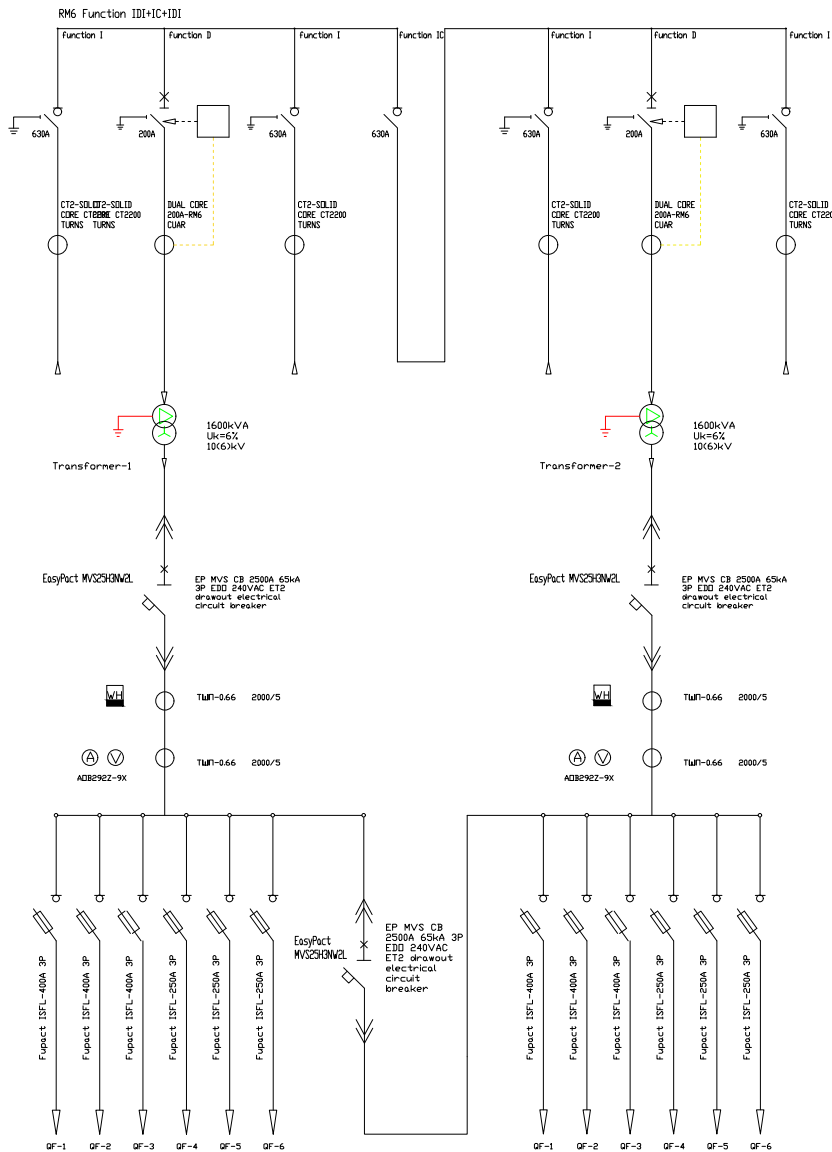 RM6 Function IDI+IC+IDI
function I
function D
function I
function IC
function I
function D
function I
630A
200A
630A
630A
630A
200A
630A
CT2-SOLID
CORE CT2200
TURNS
CT2-SOLID
CORE CT2200
TURNS
DUAL CORE
200A-RM6
CUAR
CT2-SOLID
CORE CT2200
TURNS
CT2-SOLID
CORE CT2200
TURNS
DUAL CORE
200A-RM6
CUAR
CT2-SOLID
CORE CT220
TURNS
1600kVA
Uk=6%
10(6)kV
Transformer-1
1600kVA
Uk=6%
10(6)kV
Transformer-2
EasyPact MVS25H3NW2L
EP MVS CB 2500A 65kA
3P EDO 240VAC ET2
drawout electrical
circuit breaker
EasyPact MVS25H3NW2L
EP MVS CB 2500A 65kA
3P EDO 240VAC ET2
drawout electrical
circuit breaker
WH
ТШП-0.66 2000/5
WH
ТШП-0.66 2000/5
A V
ТШП-0.66 2000/5
A V
ТШП-0.66 2000/5
AOB292Z-9X
AOB292Z-9X
Fupact ISFL-400A 3P
Fupact ISFL-400A 3P
Fupact ISFL-400A 3P
Fupact ISFL-250A 3P
Fupact ISFL-250A 3P
Fupact ISFL-250A 3P
EasyPact
MVS25H3NW2L
EP MVS CB
2500A 65kA 3P
EDO 240VAC
ET2 drawout
electrical
circuit
breaker
Fupact ISFL-400A 3P
Fupact ISFL-400A 3P
Fupact ISFL-400A 3P
Fupact ISFL-250A 3P
Fupact ISFL-250A 3P
Fupact ISFL-250A 3P
QF-1
QF-2
QF-3
QF-4
QF-5
QF-6
QF-1
QF-2
QF-3
QF-4
QF-5
QF-6